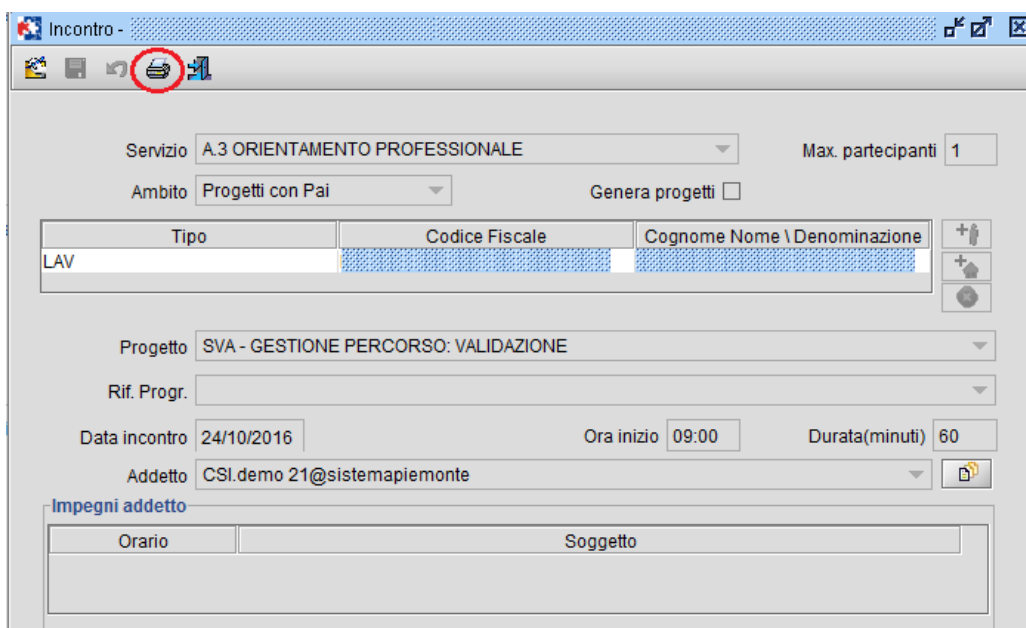 Incontro -
Servizio A.3 ORIENTAMENTO PROFESSIONALE Max. partecipanti 1
Ambito Progetti con Pai Genera progetti
Tipo Codice Fiscale Cognome Nome \ Denominazione
LAV
Progetto SVA - GESTIONE PERCORSO: VALIDAZIONE
Rif. Progr.
Data incontro 24/10/2016 Ora inizio 09:00 Durata(minuti) 60
Addetto CSI.demo 21@sistemapiemonte
Impegni addetto
Orario Soggetto